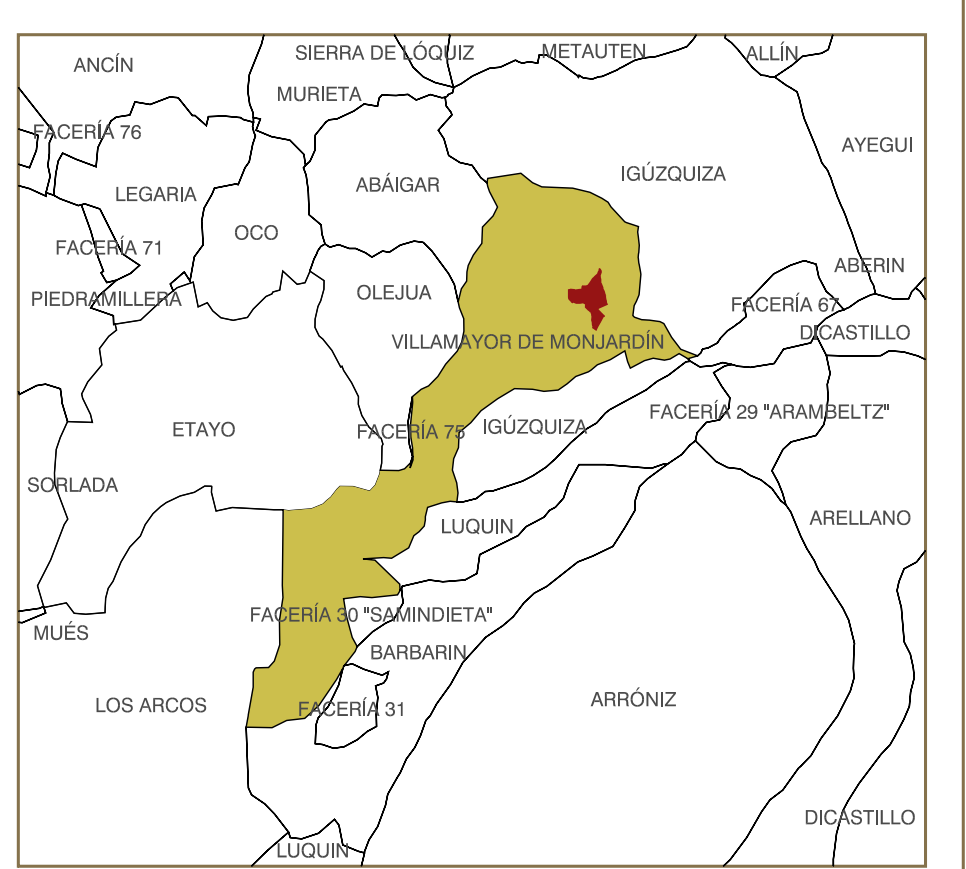 SIERRA DE LÓQUIZ
METAUTEN
ALLÍN
ANCÍN
MURIETA
FACERÍA 76
AYEGUI
IGÚZQUIZA
ABÁIGAR
LEGARIA
OCO
FACERÍA 71
ABERIN
OLEJUA
PIEDRAMILLERA
FACERÍA 67
DICASTILLO
VILLAMAYOR DE MONJARDÍN
FACERÍA 29 "ARAMBELTZ"
IGÚZQUIZA
ETAYO
FACERÍA 75
SORLADA
ARELLANO
LUQUIN
FACERÍA 30 "SAMINDIETA"
MUÉS
BARBARIN
ARRÓNIZ
LOS ARCOS
FACERÍA 31
DICASTILLO
LUQUIN